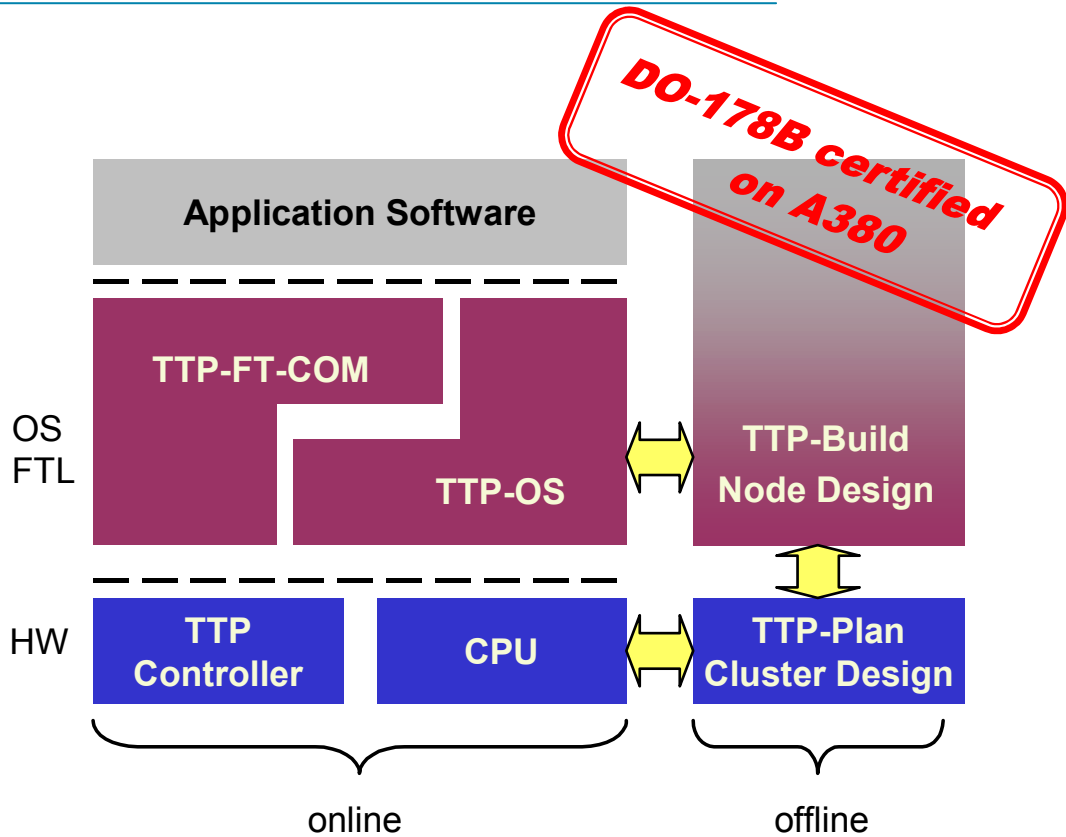 DO-178B certified
on A380
Application Software
TTP-FT-COM
OS
FTL
TTP-OS
TTP-Build
Node Design
HW
TTP
Controller
CPU
TTP-Plan
Cluster Design
online
offline